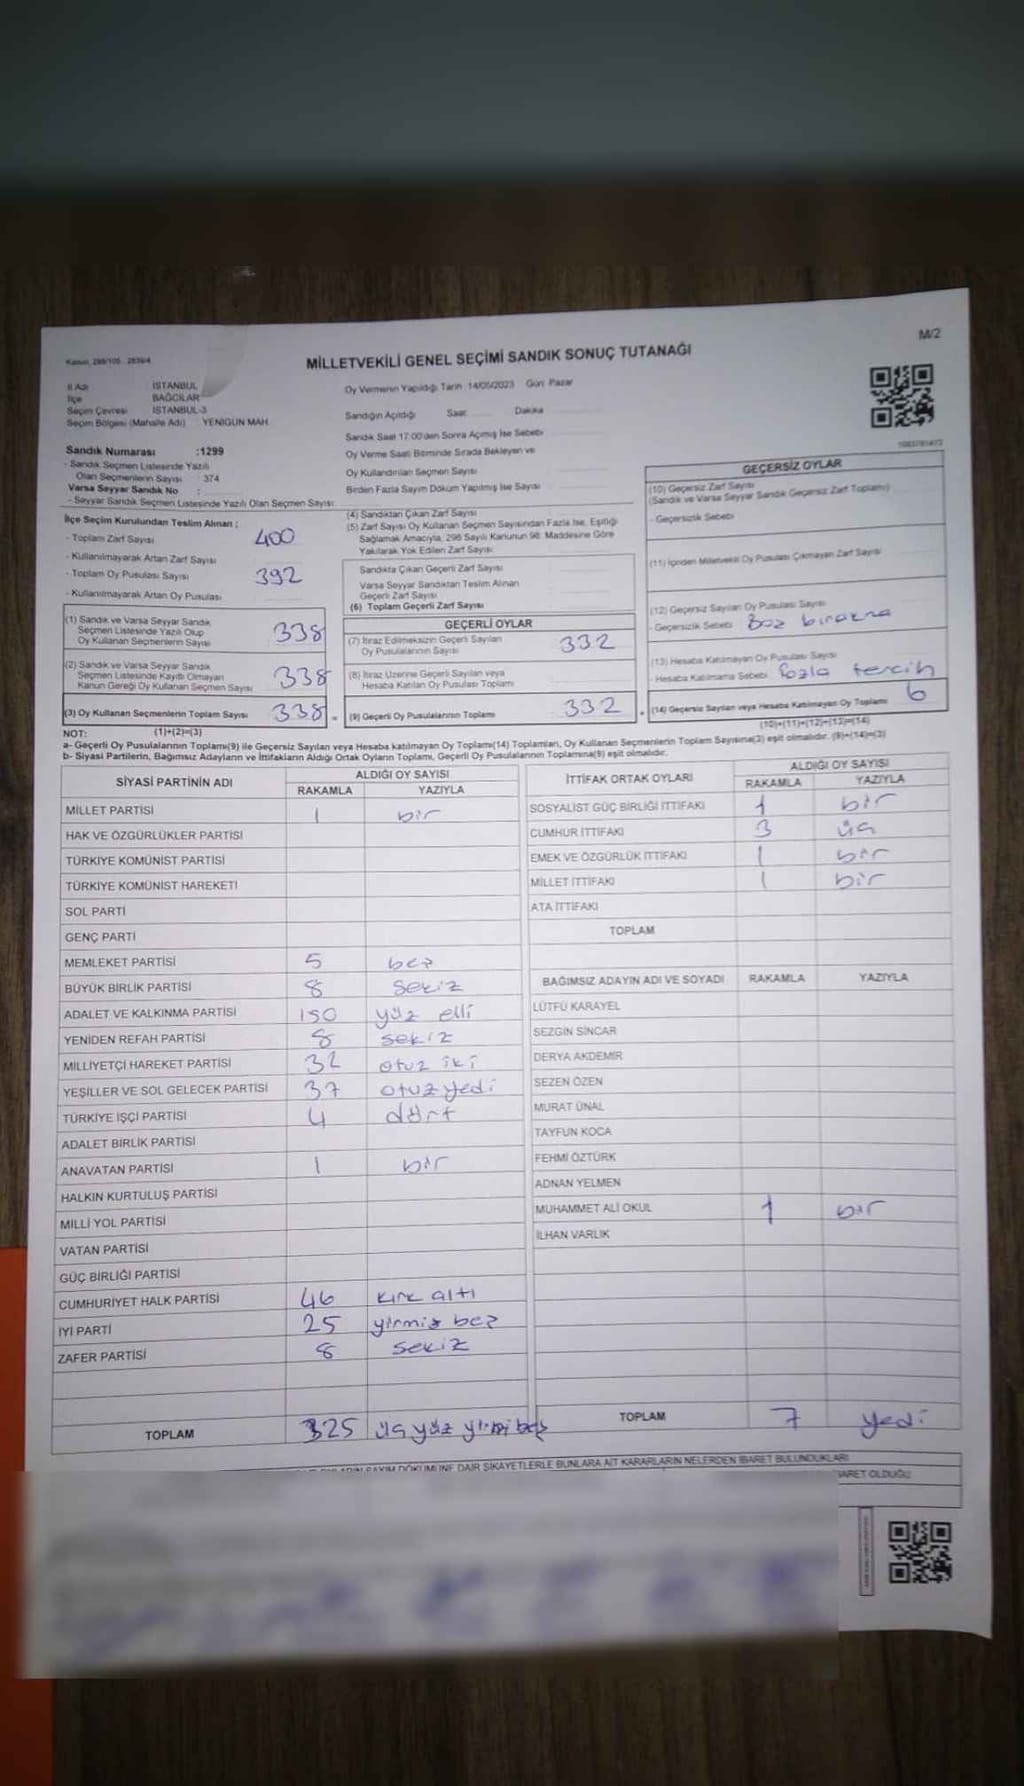 M/2
Kanun: 298/105 - 2839/4
MİLLETVEKİLİ GENEL SEÇİMİ SANDIK SONUÇ TUTANAĞI
İl Adı İSTANBUL
İlçe BAĞCILAR
Seçim Çevresi İSTANBUL-3
Seçim Bölgesi (Mahalle Adı) YENİGÜN MAH.
Sandık Numarası :1299
- Sandık Seçmen Listesinde Yazılı
Olan Seçmenlerin Sayısı : 374
Varsa Seyyar Sandık No :
- Seyyar Sandık Seçmen Listesinde Yazılı Olan Seçmen Sayısı:
İlçe Seçim Kurulundan Teslim Alınan ;
- Toplam Zarf Sayısı 400
- Kullanılmayarak Artan Zarf Sayısı
- Toplam Oy Pusulası Sayısı 392
- Kullanılmayarak Artan Oy Pusulası
(1) Sandık ve Varsa Seyyar Sandık
Seçmen Listesinde Yazılı Olup
Oy Kullanan Seçmenlerin Sayısı 338
(2) Sandık ve Varsa Seyyar Sandık
Seçmen Listesinde Kayıtlı Olmayan
Kanun Gereği Oy Kullanan Seçmen Sayısı 338
(3) Oy Kullanan Seçmenlerin Toplam Sayısı 338
Oy Vermenin Yapıldığı Tarih :14/05/2023 Gün: Pazar
Sandığın Açıldığı Saat Dakika
Sandık Saat 17:00'den Sonra Açılmış İse Sebebi
Oy Verme Saati Bitiminde Sırada Bekleyen ve
Oy Kullandırılan Seçmen Sayısı
Birden Fazla Sayım Döküm Yapılmış İse Sayısı
(4) Sandıktan Çıkan Zarf Sayısı
(5) Zarf Sayısı Oy Kullanan Seçmen Sayısından Fazla İse, Eşitliği
Sağlamak Amacıyla, 298 Sayılı Kanunun 98. Maddesine Göre
Yakılarak Yok Edilen Zarf Sayısı
Sandıkta Çıkan Geçerli Zarf Sayısı
Varsa Seyyar Sandıktan Teslim Alınan
Geçerli Zarf Sayısı
(6) Toplam Geçerli Zarf Sayısı
GEÇERLİ OYLAR
(7) İtiraz Edilmeksizin Geçerli Sayılan
Oy Pusulalarının Sayısı 332
(8) İtiraz Üzerine Geçerli Sayılan veya
Hesaba Katılan Oy Pusulası Toplamı
= (9) Geçerli Oy Pusulalarının Toplamı 332
GEÇERSİZ OYLAR
(10) Geçersiz Zarf Sayısı
(Sandık ve Varsa Seyyar Sandık Geçersiz Zarf Toplamı)
- Geçersizlik Sebebi
(11) İçinden Milletvekili Oy Pusulası Çıkmayan Zarf Sayısı
(12) Geçersiz Sayılan Oy Pusulası Sayısı
- Geçersizlik Sebebi Boz bırakma
(13) Hesaba Katılmayan Oy Pusulası Sayısı
- Hesaba Katılmama Sebebi fazla tercih
+ (14) Geçersiz Sayılan veya Hesaba Katılmayan Oy Toplamı 6
NOT: (1)+(2)=(3)
(10)+(11)+(12)+(13)=(14)
a- Geçerli Oy Pusulalarının Toplamı(9) ile Geçersiz Sayılan veya Hesaba katılmayan Oy Toplamı(14) Toplamları, Oy Kullanan Seçmenlerin Toplam Sayısına(3) eşit olmalıdır. (9)+(14)=(3)
b- Siyasi Partilerin, Bağımsız Adayların ve İttifakların Aldığı Ortak Oyların Toplamı, Geçerli Oy Pusulalarının Toplamına(9) eşit olmalıdır.
SİYASİ PARTİNİN ADI ALDIĞI OY SAYISI
RAKAMLA YAZIYLA
MİLLET PARTİSİ 1 bir
HAK VE ÖZGÜRLÜKLER PARTİSİ
TÜRKİYE KOMÜNİST PARTİSİ
TÜRKİYE KOMÜNİST HAREKETİ
SOL PARTİ
GENÇ PARTİ
MEMLEKET PARTİSİ 5 beş
BÜYÜK BİRLİK PARTİSİ 8 sekiz
ADALET VE KALKINMA PARTİSİ 150 yüz elli
YENİDEN REFAH PARTİSİ 8 sekiz
MİLLİYETÇİ HAREKET PARTİSİ 32 otuz iki
YEŞİLLER VE SOL GELECEK PARTİSİ 37 otuz yedi
TÜRKİYE İŞÇİ PARTİSİ 4 dört
ADALET BİRLİK PARTİSİ
ANAVATAN PARTİSİ 1 bir
HALKIN KURTULUŞ PARTİSİ
MİLLİ YOL PARTİSİ
VATAN PARTİSİ
GÜÇ BİRLİĞİ PARTİSİ
CUMHURİYET HALK PARTİSİ 46 kırk altı
İYİ PARTİ 25 yirmi beş
ZAFER PARTİSİ 8 sekiz
TOPLAM 325 üç yüz yirmi beş
İTTİFAK ORTAK OYLARI ALDIĞI OY SAYISI
RAKAMLA YAZIYLA
SOSYALİST GÜÇ BİRLİĞİ İTTİFAKI 1 bir
CUMHUR İTTİFAKI 3 üç
EMEK VE ÖZGÜRLÜK İTTİFAKI 1 bir
MİLLET İTTİFAKI 1 bir
ATA İTTİFAKI
TOPLAM
BAĞIMSIZ ADAYIN ADI VE SOYADI RAKAMLA YAZIYLA
LÜTFÜ KARAYEL
SEZGİN SİNCAR
DERYA AKDEMİR
SEZEN ÖZEN
MURAT ÜNAL
TAYFUN KOCA
FEHMİ ÖZTÜRK
ADNAN YELMEN
MUHAMMET ALİ OKUL 1 bir
İLHAN VARLIK
TOPLAM 7 yedi
SAYIM DÖKÜMÜNE DAİR ŞİKAYETLERLE BUNLARA AİT KARARLARIN NELERDEN İBARET BULUNDUKLARI
İBARET OLDUĞU